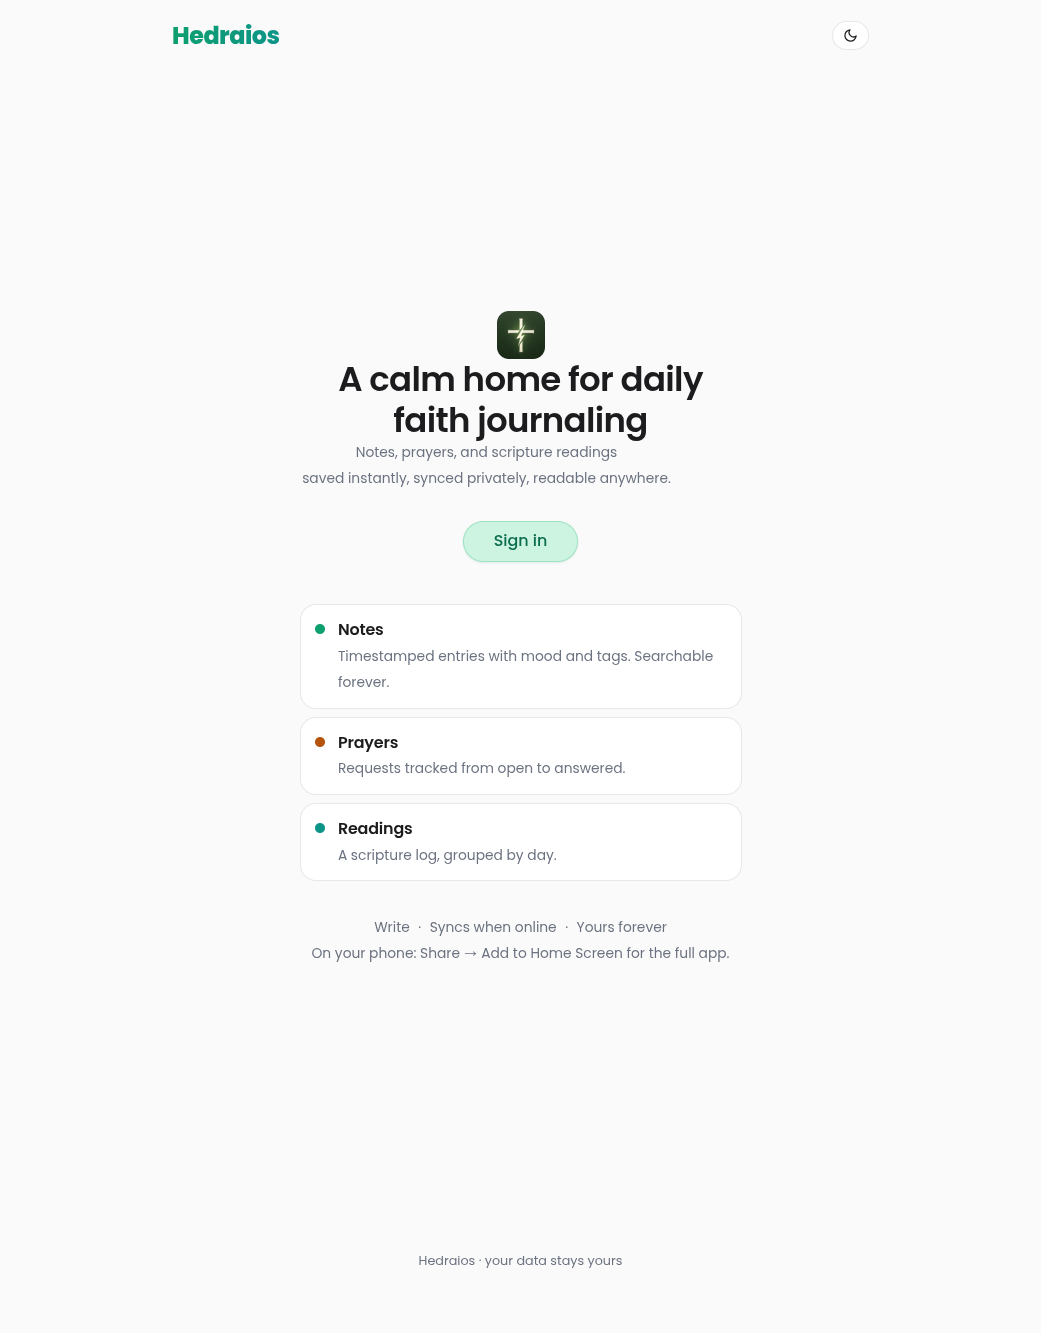 Hedraios
A calm home for daily
faith journaling
Notes, prayers, and scripture readings
saved instantly, synced privately, readable anywhere.
Sign in
Notes
Timestamped entries with mood and tags. Searchable
forever.
Prayers
Requests tracked from open to answered.
Readings
A scripture log, grouped by day.
Write · Syncs when online · Yours forever
On your phone: Share → Add to Home Screen for the full app.
Hedraios · your data stays yours